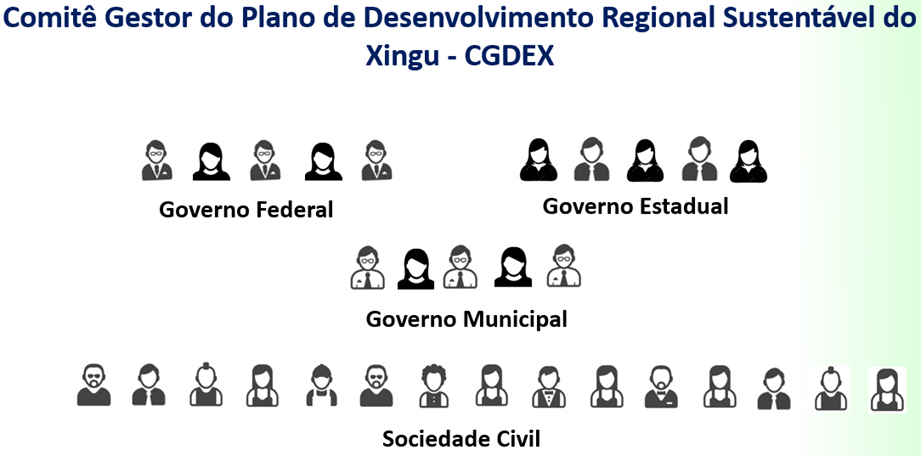 Comitê Gestor do Plano de Desenvolvimento Regional Sustentável do
Xingu - CGDEX
Governo Federal
Governo Estadual
Governo Municipal
Sociedade Civil